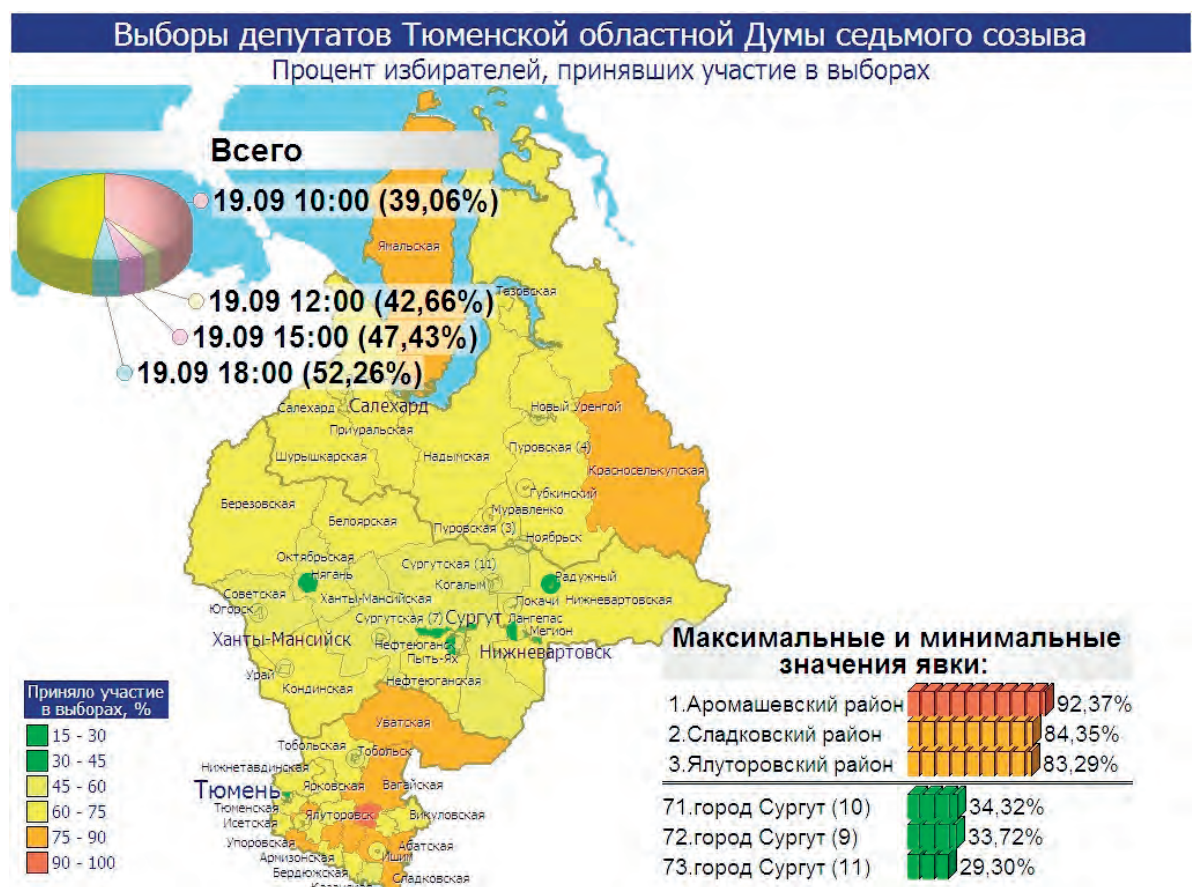 Выборы депутатов Тюменской областной Думы седьмого созыва
Процент избирателей, принявших участие в выборах
Всего
19.09 10:00 (39,06%)
19.09 12:00 (42,66%)
19.09 15:00 (47,43%)
19.09 18:00 (52,26%)
Ямальская
Тазовская
Салехард
Салехард
Новый Уренгой
Приуральская
Шурышкарская
Надымская
Пуровская (4)
Красноселькупская
Губкинский
Березовская
Муравленко
Белоярская
Пуровская (3)
Ноябрьск
Октябрьская
Сургутская (11)
Нягань
Когалым
Радужный
Советская
Ханты-Мансийская
Покачи
Нижневартовская
Югорск
Сургутская (7)
Сургут
Лангепас
Мегион
Ханты-Мансийск
Нефтеюганс
Пыть-Ях
Нижневартовск
Урай
Кондинская
Нефтеюганская
Уватская
Тобольская
Тобольск
Нижнетавдинская
Тюмень
Ярковская
Вагайская
Тюменская
Ялуторовск
Викуловская
Исетская
Упоровская
Абатская
Армизонская
Ишим
Бердюжская
Сладковская
Приняло участие
в выборах, %
15 - 30
30 - 45
45 - 60
60 - 75
75 - 90
90 - 100
Максимальные и минимальные
значения явки:
1.Аромашевский район 92,37%
2.Сладковский район 84,35%
3.Ялуторовский район 83,29%
71.город Сургут (10) 34,32%
72.город Сургут (9) 33,72%
73.город Сургут (11) 29,30%